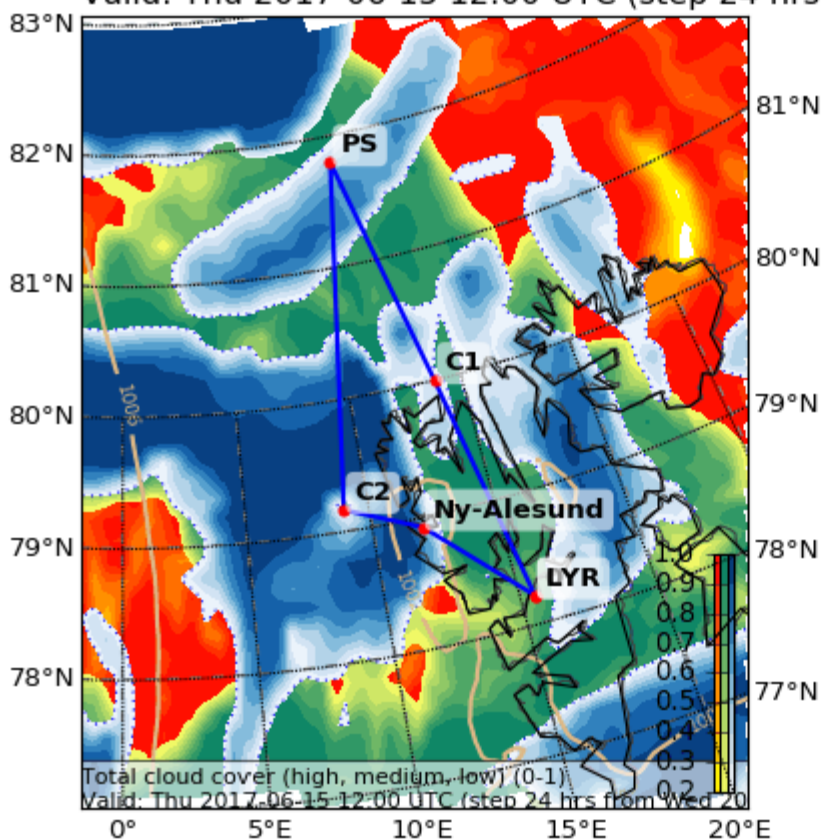 Valid: Thu 2017-06-15 12:00 UTC (step 24 hrs
83°N
81°N
PS
82°N
80°N
81°N
C1
1005
80°N
79°N
C2
Ny-Alesund
79°N
78°N
LYR
1.0
0.9
0.8
0.7
0.6
0.5
0.4
0.3
0.2
78°N
77°N
Total cloud cover (high, medium, low) (0-1)
Valid: Thu 2017-06-15 12:00 UTC (step 24 hrs from Wed 20
0°
5°E
10°E
15°E
20°E